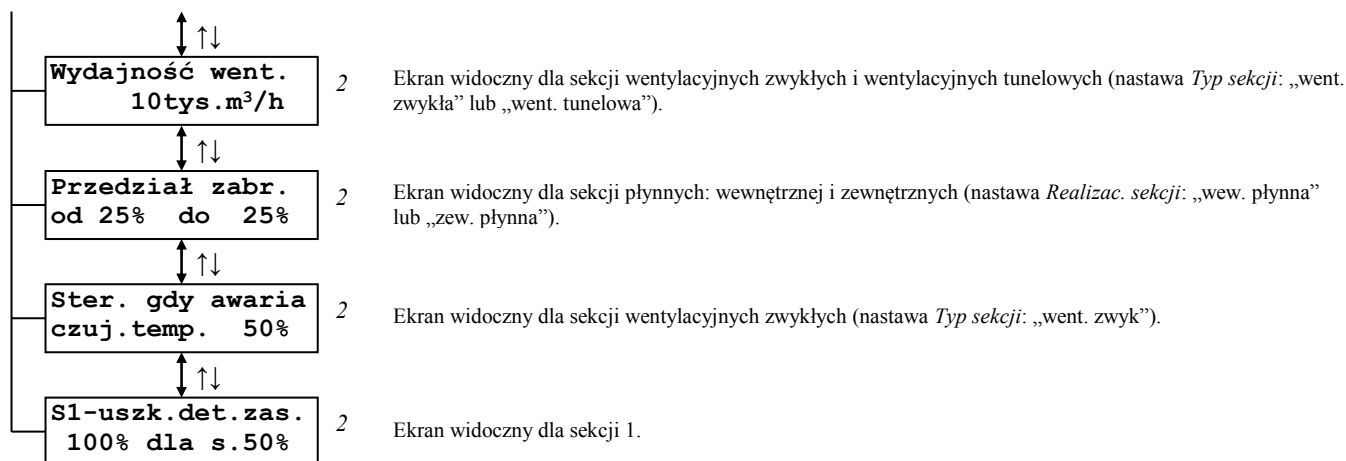 ↑↓
Wydajność went.
10tys.m³/h
2
Ekran widoczny dla sekcji wentylacyjnych zwykłych i wentylacyjnych tunelowych (nastawa Typ sekcji: „went.
zwykła” lub „went. tunelowa”).
↑↓
Przedział zabr.
od 25% do 25%
2
Ekran widoczny dla sekcji płynnych: wewnętrznej i zewnętrznych (nastawa Realizac. sekcji: „wew. płynna”
lub „zew. płynna”).
↑↓
Ster. gdy awaria
czuj.temp. 50%
2
Ekran widoczny dla sekcji wentylacyjnych zwykłych (nastawa Typ sekcji: „went. zwyk”).
↑↓
S1-uszk.det.zas.
100% dla s.50%
2
Ekran widoczny dla sekcji 1.